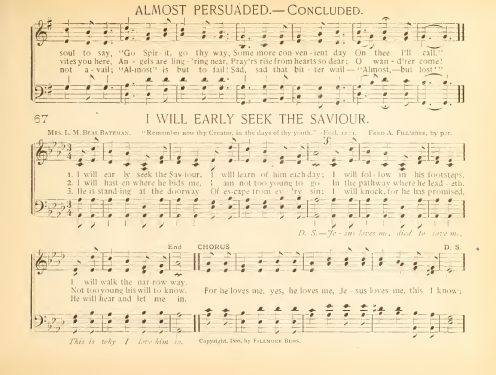 ALMOST PERSUADED.—CONCLUDED.
soul to say, "Go Spir-it, go thy way, Some more con-ven-ient day On thee I'll call."
vites you here, An-gels are ling-'ring near, Pray'rs rise from hearts so dear; O wan-d'rer come!
not a-vail; "Al-most" is but to fail! Sad, sad that bit-ter wail—"Almost,—but lost!"
67
I WILL EARLY SEEK THE SAVIOUR.
MRS. L. M. BEAL BATEMAN. "Remember now thy Creator, in the days of thy youth." Eccl. 12:1. FRED A. FILLMORE, by per.
1. I will ear-ly seek the Saviour, I will learn of him each day; I will fol-low in his footsteps,
2. I will hast-en where he bids me, I am not too young to go In the pathway where he lead-eth,
3. He is stand-ing at the doorway Of es-cape from ev'ry sin; I will knock, for he has promised,
D. S.—Je-sus loves me, died to save me,
End CHORUS D. S.
I will walk the nar-row way.
Not too young his will to know. For he loves me, yes, he loves me, Je-sus loves me, this I know;
He will hear and let me in.
This is why I love him so. Copyright, 1886, by FILLMORE BROS.